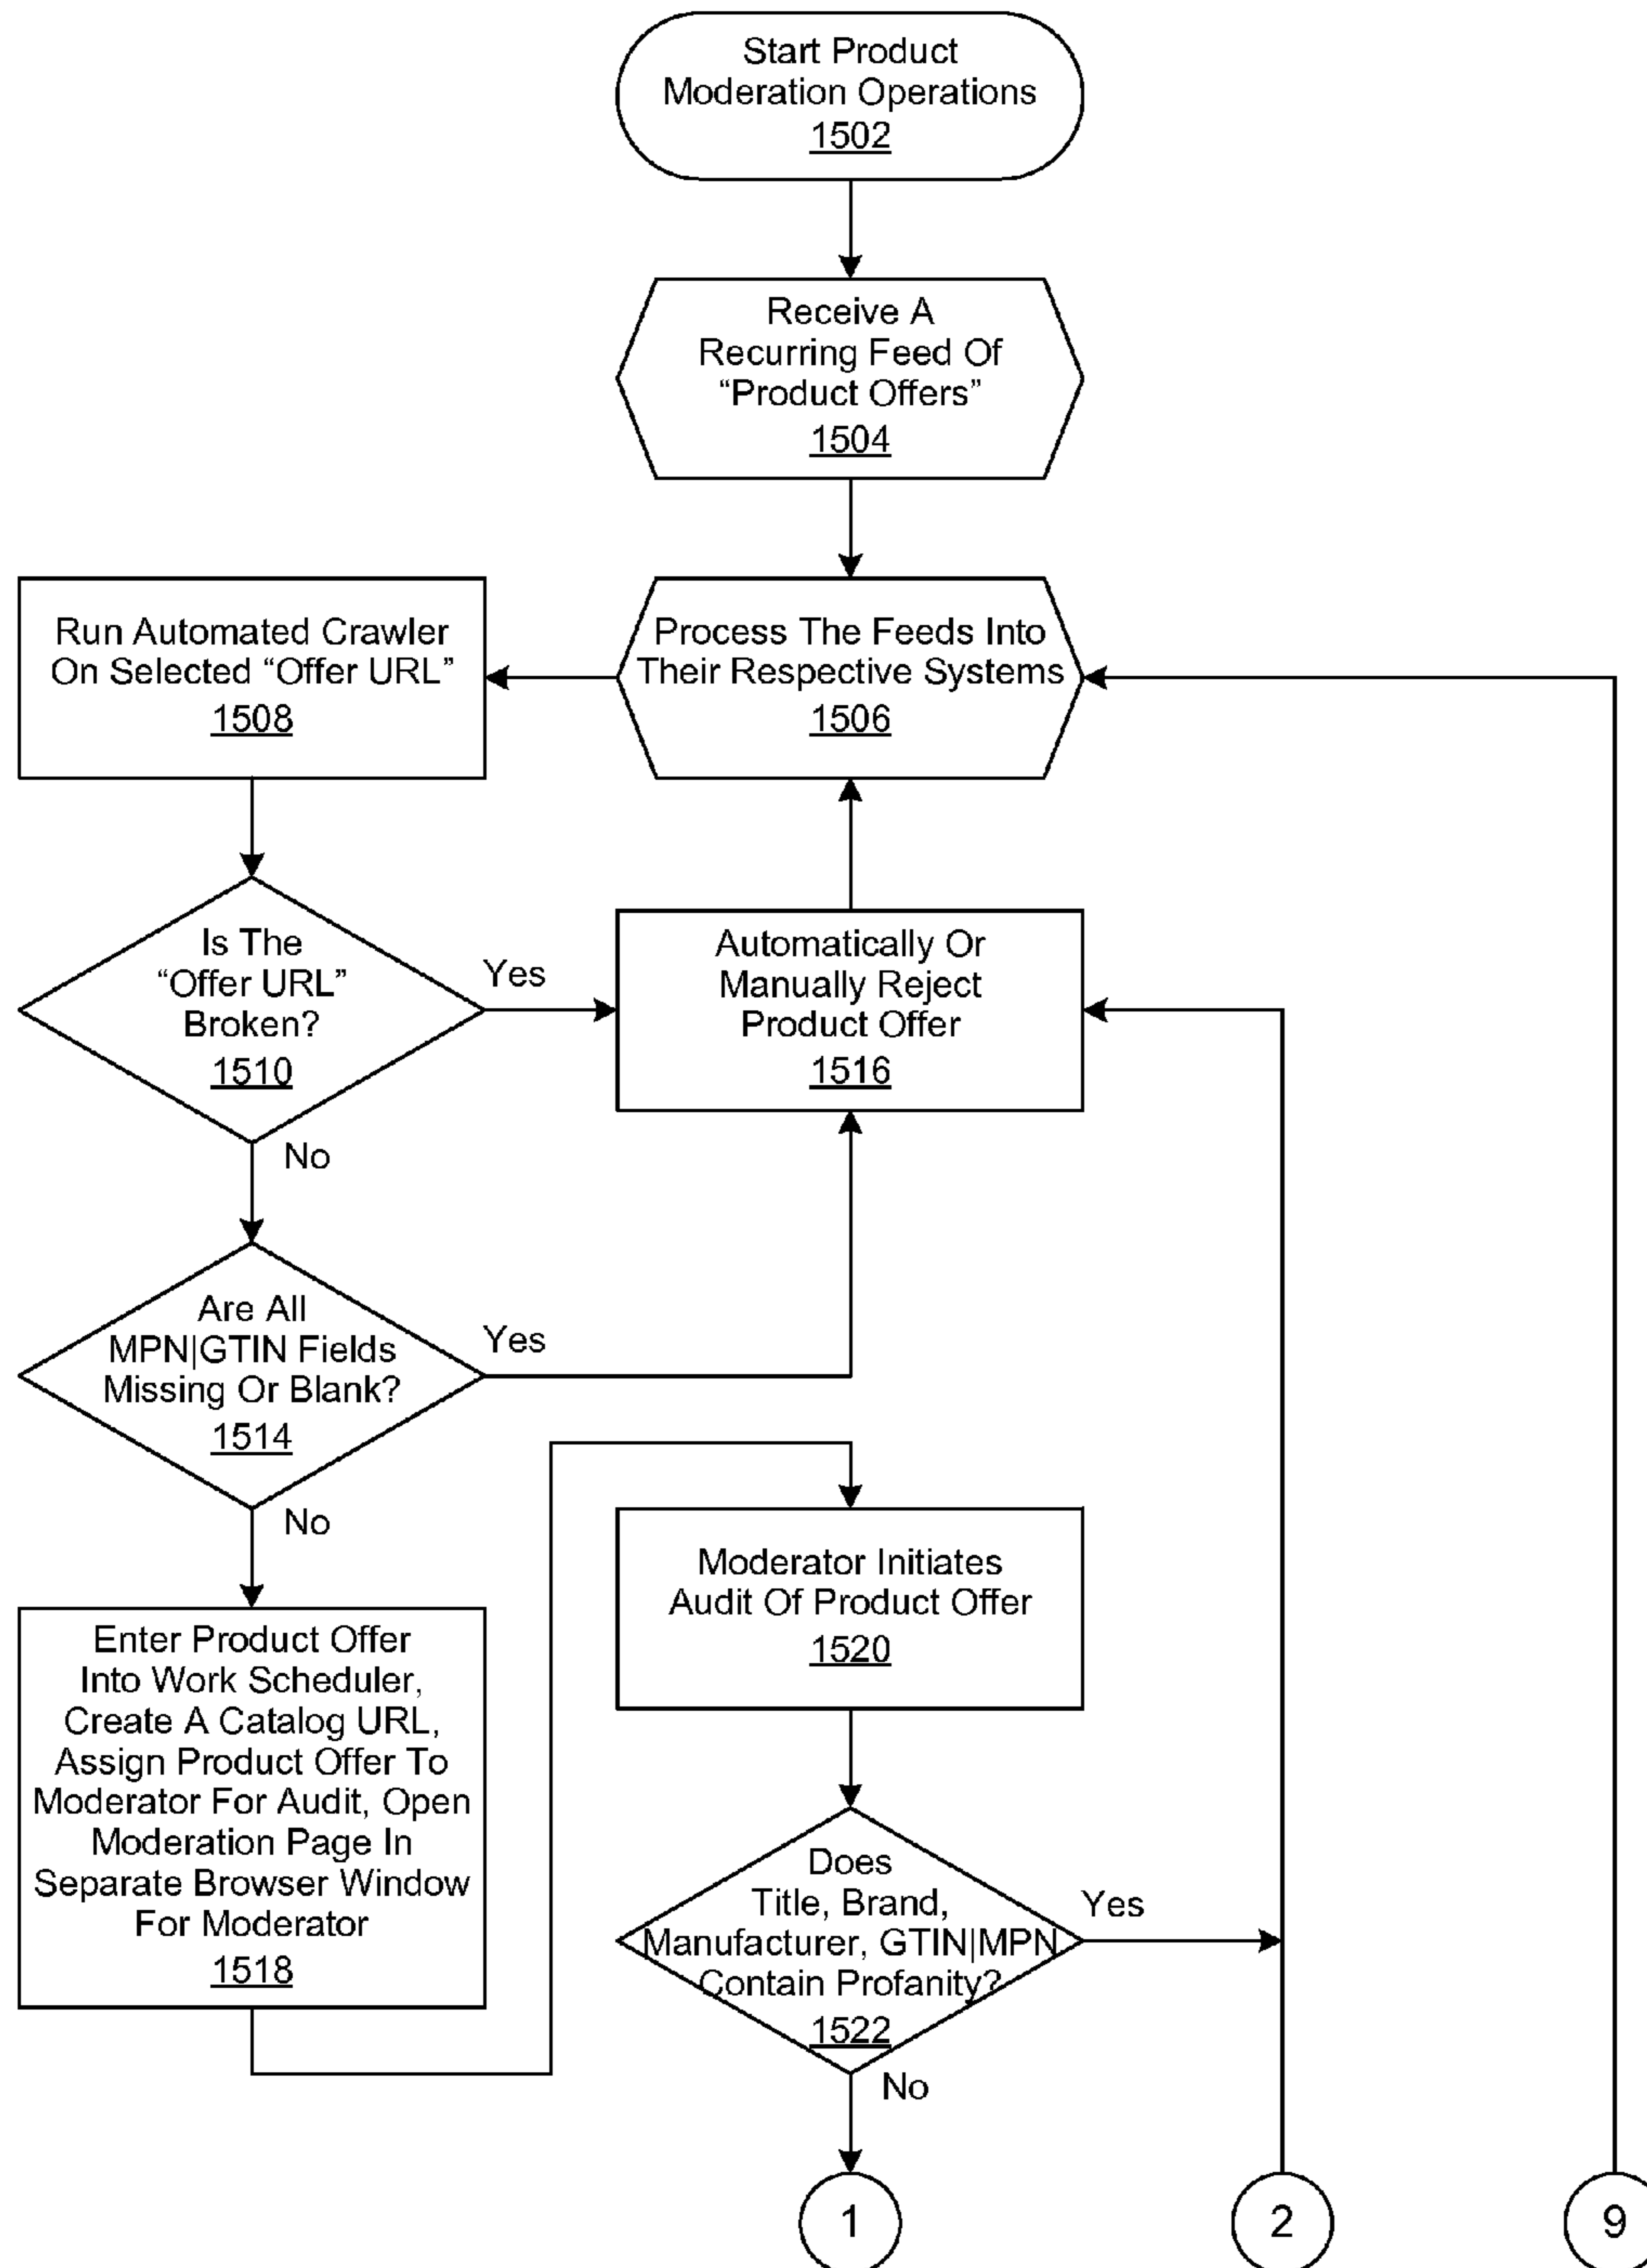 Start Product
Moderation Operations
1502
Receive A
Recurring Feed Of
“Product Offers”
1504
Run Automated Crawler
On Selected “Offer URL”
1508
Process The Feeds Into
Their Respective Systems
1506
Is The
“Offer URL”
Broken?
1510
Yes
No
Automatically Or
Manually Reject
Product Offer
1516
Are All
MPN|GTIN Fields
Missing Or Blank?
1514
Yes
No
Enter Product Offer
Into Work Scheduler,
Create A Catalog URL,
Assign Product Offer To
Moderator For Audit, Open
Moderation Page In
Separate Browser Window
For Moderator
1518
Moderator Initiates
Audit Of Product Offer
1520
Does
Title, Brand,
Manufacturer, GTIN|MPN
Contain Profanity?
1522
Yes
No
1
2
9